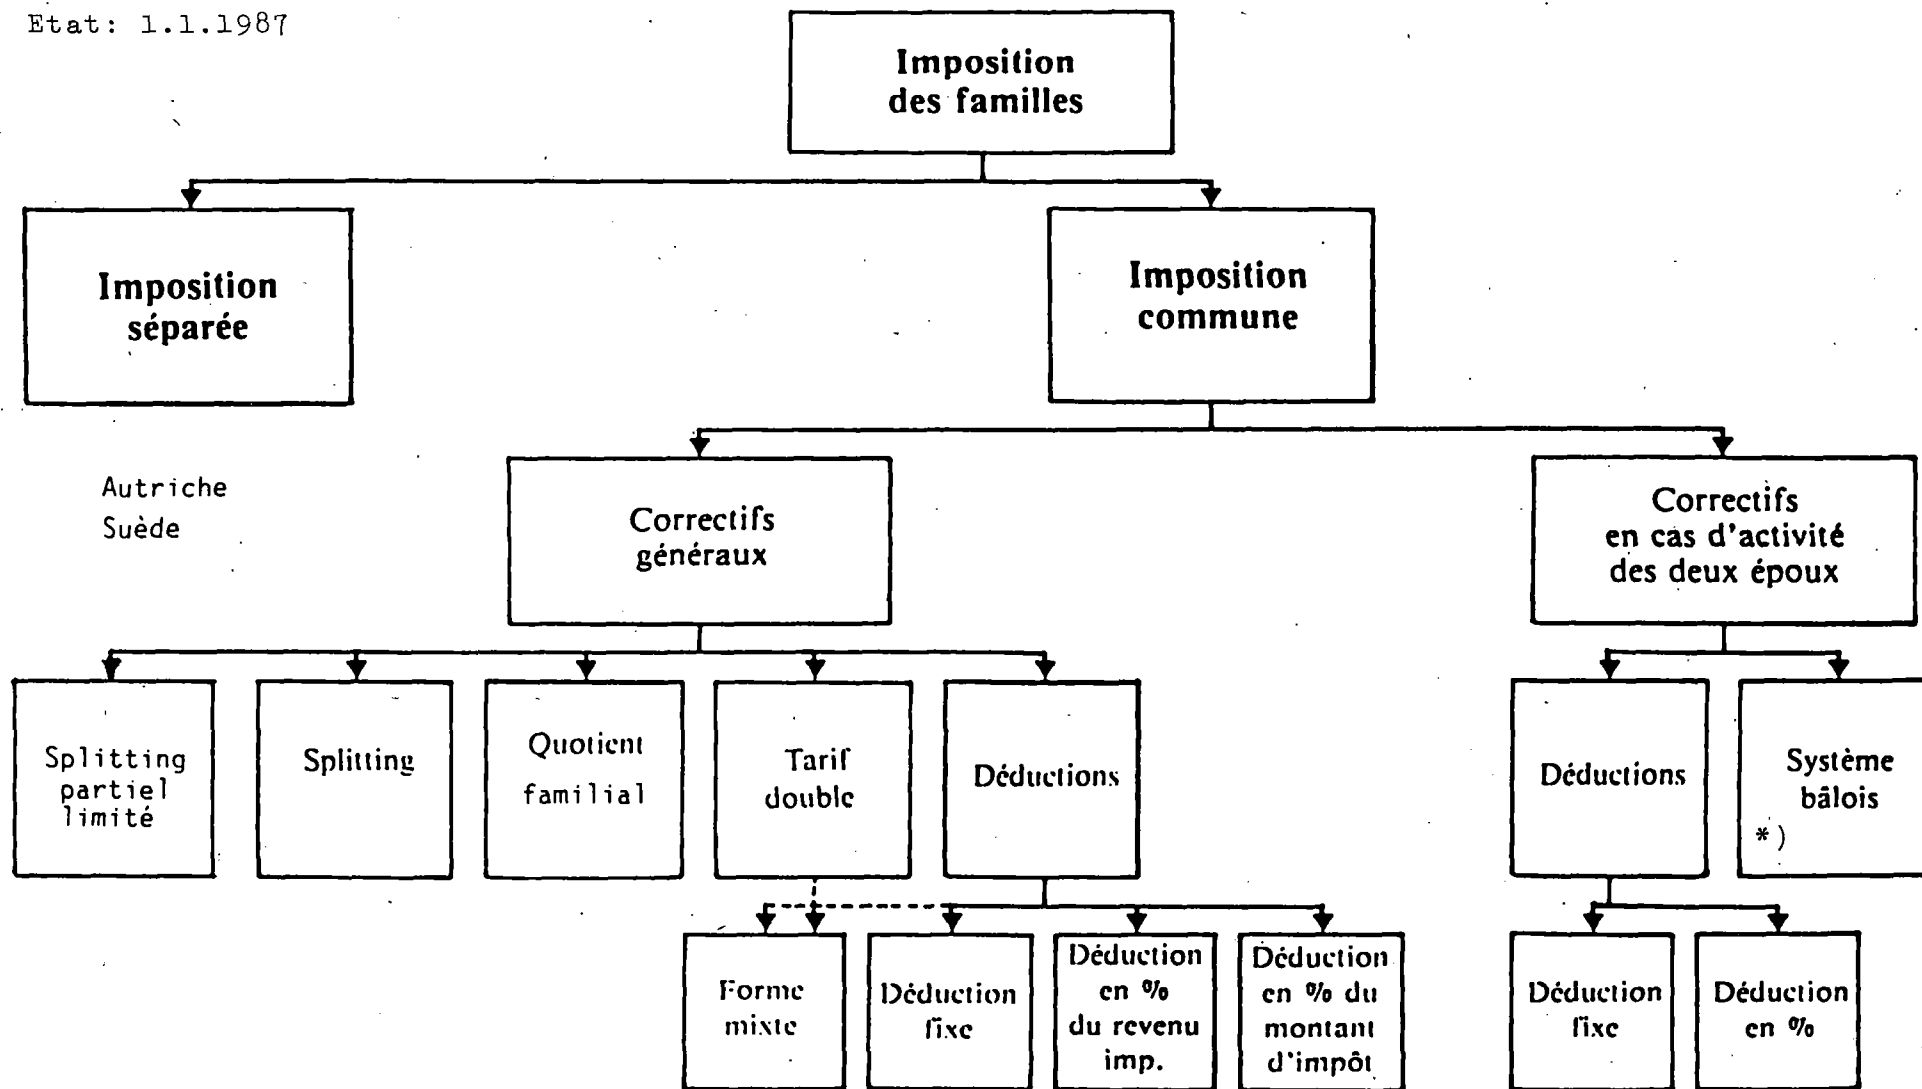 Etat: 1.1.1987
Imposition
des familles
Imposition
séparée
Imposition
commune
Autriche
Suède
Correctifs
généraux
Correctifs
en cas d'activité
des deux époux
Splitting
partiel
limité
Splitting
Quotient
familial
Tarif
double
Déductions
Déductions
Système
bâlois
*)
Forme
mixte
Déduction
fixe
Déduction
en %
du revenu
imp.
Déduction
en % du
montant
d'impôt
Déduction
fixe
Déduction
en %